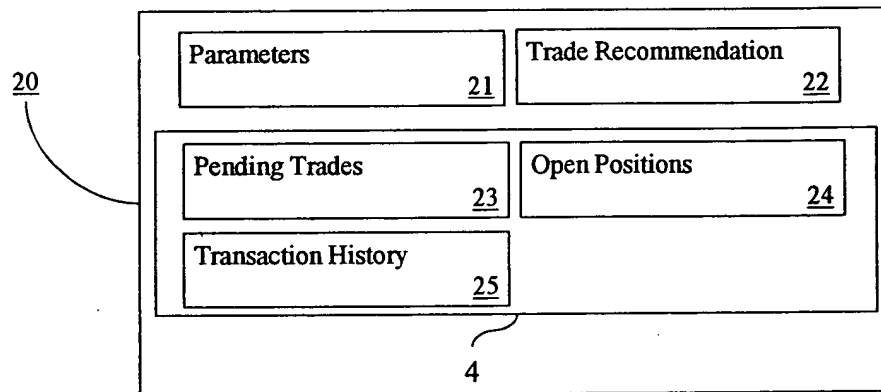 Parameters
21
Trade Recommendation
22
20
Pending Trades
23
Open Positions
24
Transaction History
25
4